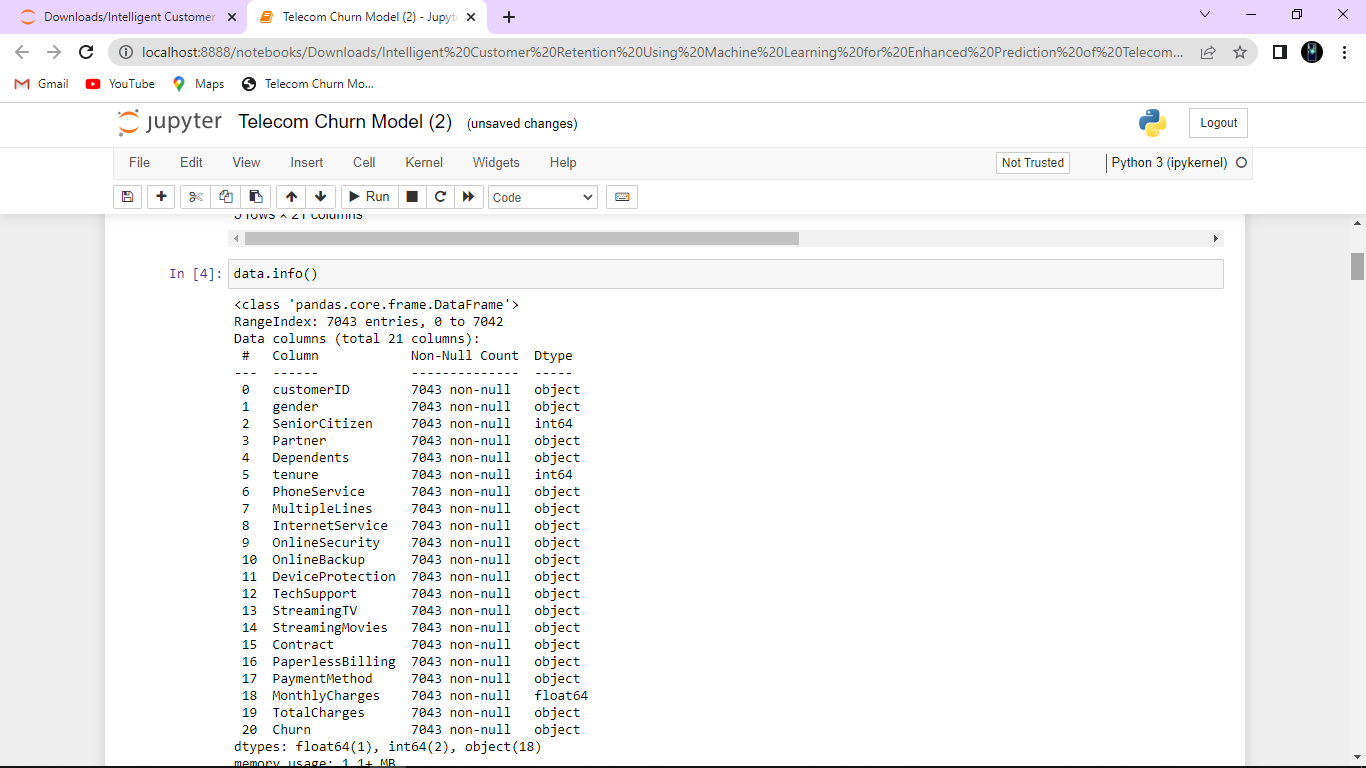 Downloads/Intelligent Customer
Telecom Churn Model (2) - Jupyt
localhost:8888/notebooks/Downloads/Intelligent%20Customer%20Retention%20Using%20Machine%20Learning%20for%20Enhanced%20Prediction%20of%20Telecom...
Gmail YouTube Maps Telecom Churn Mo...
jupyter Telecom Churn Model (2) (unsaved changes) Logout
File Edit View Insert Cell Kernel Widgets Help Not Trusted Python 3 (ipykernel)
Run Code
5 rows × 21 columns
In [4]: data.info()
<class 'pandas.core.frame.DataFrame'>
RangeIndex: 7043 entries, 0 to 7042
Data columns (total 21 columns):
# Column Non-Null Count Dtype
--- ------ -------------- -----
0 customerID 7043 non-null object
1 gender 7043 non-null object
2 SeniorCitizen 7043 non-null int64
3 Partner 7043 non-null object
4 Dependents 7043 non-null object
5 tenure 7043 non-null int64
6 PhoneService 7043 non-null object
7 MultipleLines 7043 non-null object
8 InternetService 7043 non-null object
9 OnlineSecurity 7043 non-null object
10 OnlineBackup 7043 non-null object
11 DeviceProtection 7043 non-null object
12 TechSupport 7043 non-null object
13 StreamingTV 7043 non-null object
14 StreamingMovies 7043 non-null object
15 Contract 7043 non-null object
16 PaperlessBilling 7043 non-null object
17 PaymentMethod 7043 non-null object
18 MonthlyCharges 7043 non-null float64
19 TotalCharges 7043 non-null object
20 Churn 7043 non-null object
dtypes: float64(1), int64(2), object(18)
memory usage: 1.1+ MB